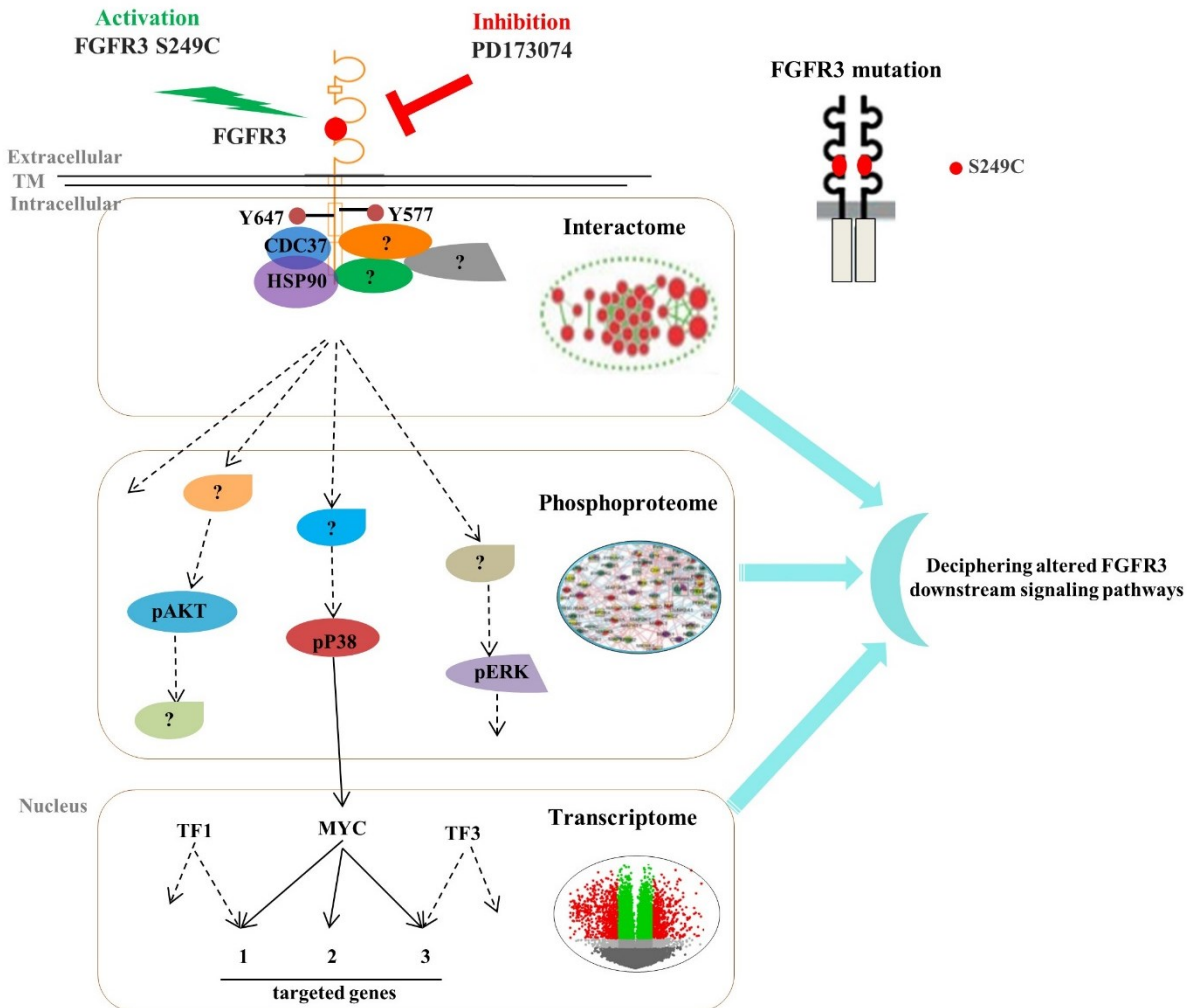 Activation
FGFR3 S249C
Inhibition
PD173074
FGFR3 mutation
FGFR3
S249C
Extracellular
TM
Intracellular
Y647
Y577
CDC37
?
HSP90
?
?
Interactome
?
?
?
Phosphoproteome
pAKT
pP38
pERK
?
Deciphering altered FGFR3
downstream signaling pathways
Nucleus
TF1
MYC
TF3
Transcriptome
1
2
3
targeted genes